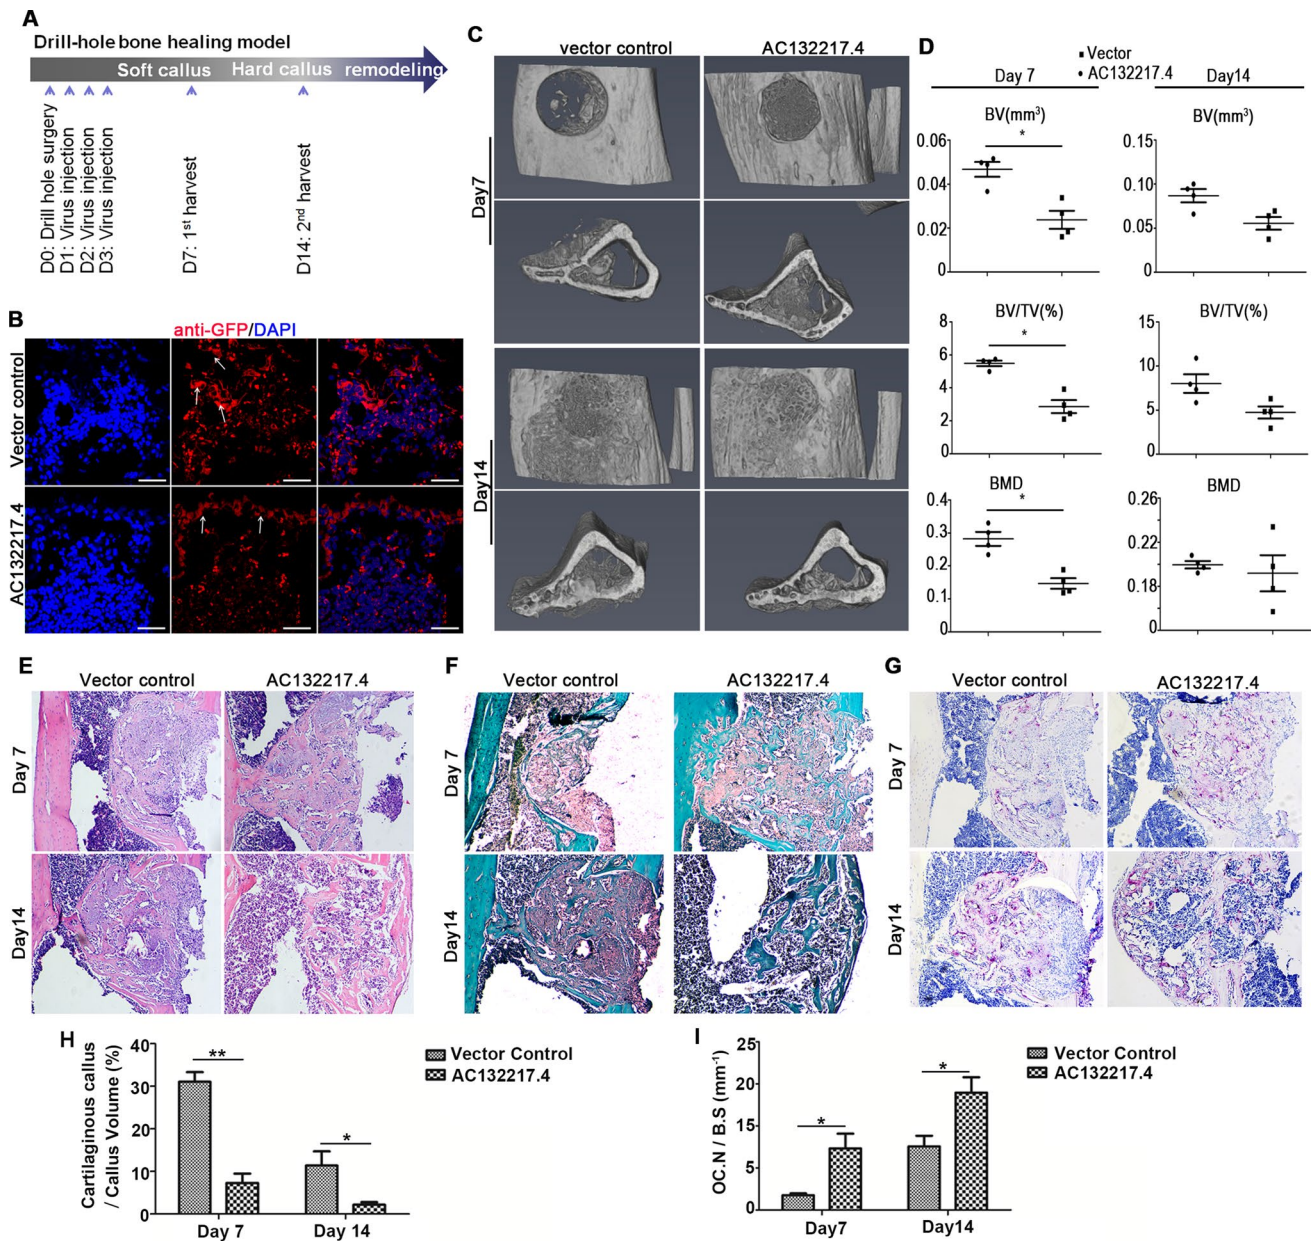 A
Drill-hole bone healing model
Soft callus
Hard callus
remodeling
D0: Drill hole surgery
D1: Virus injection
D2: Virus injection
D3: Virus injection
D7: 1st harvest
D14: 2nd harvest
B
anti-GFP/DAPI
Vector control
AC132217.4
C
vector control
AC132217.4
Day7
Day14
D
Vector
AC132217.4
Day 7
Day14
BV(mm³)
0.06
0.04
0.02
0
*
BV(mm³)
0.15
0.10
0.05
0
BV/TV(%)
8
6
4
2
0
*
BV/TV(%)
15
10
5
0
BMD
0.4
0.3
0.2
0.1
0
*
BMD
0.26
0.22
0.18
0
E
Vector control
AC132217.4
Day 7
Day14
F
Vector control
AC132217.4
Day 7
Day14
G
Vector control
AC132217.4
Day 7
Day14
H
Cartilaginous callus
/ Callus Volume (%)
40
30
20
10
0
**
*
Day 7
Day 14
Vector Control
AC132217.4
I
OC.N / B.S (mm⁻¹)
25
20
15
5
0
*
*
Day7
Day14
Vector Control
AC132217.4